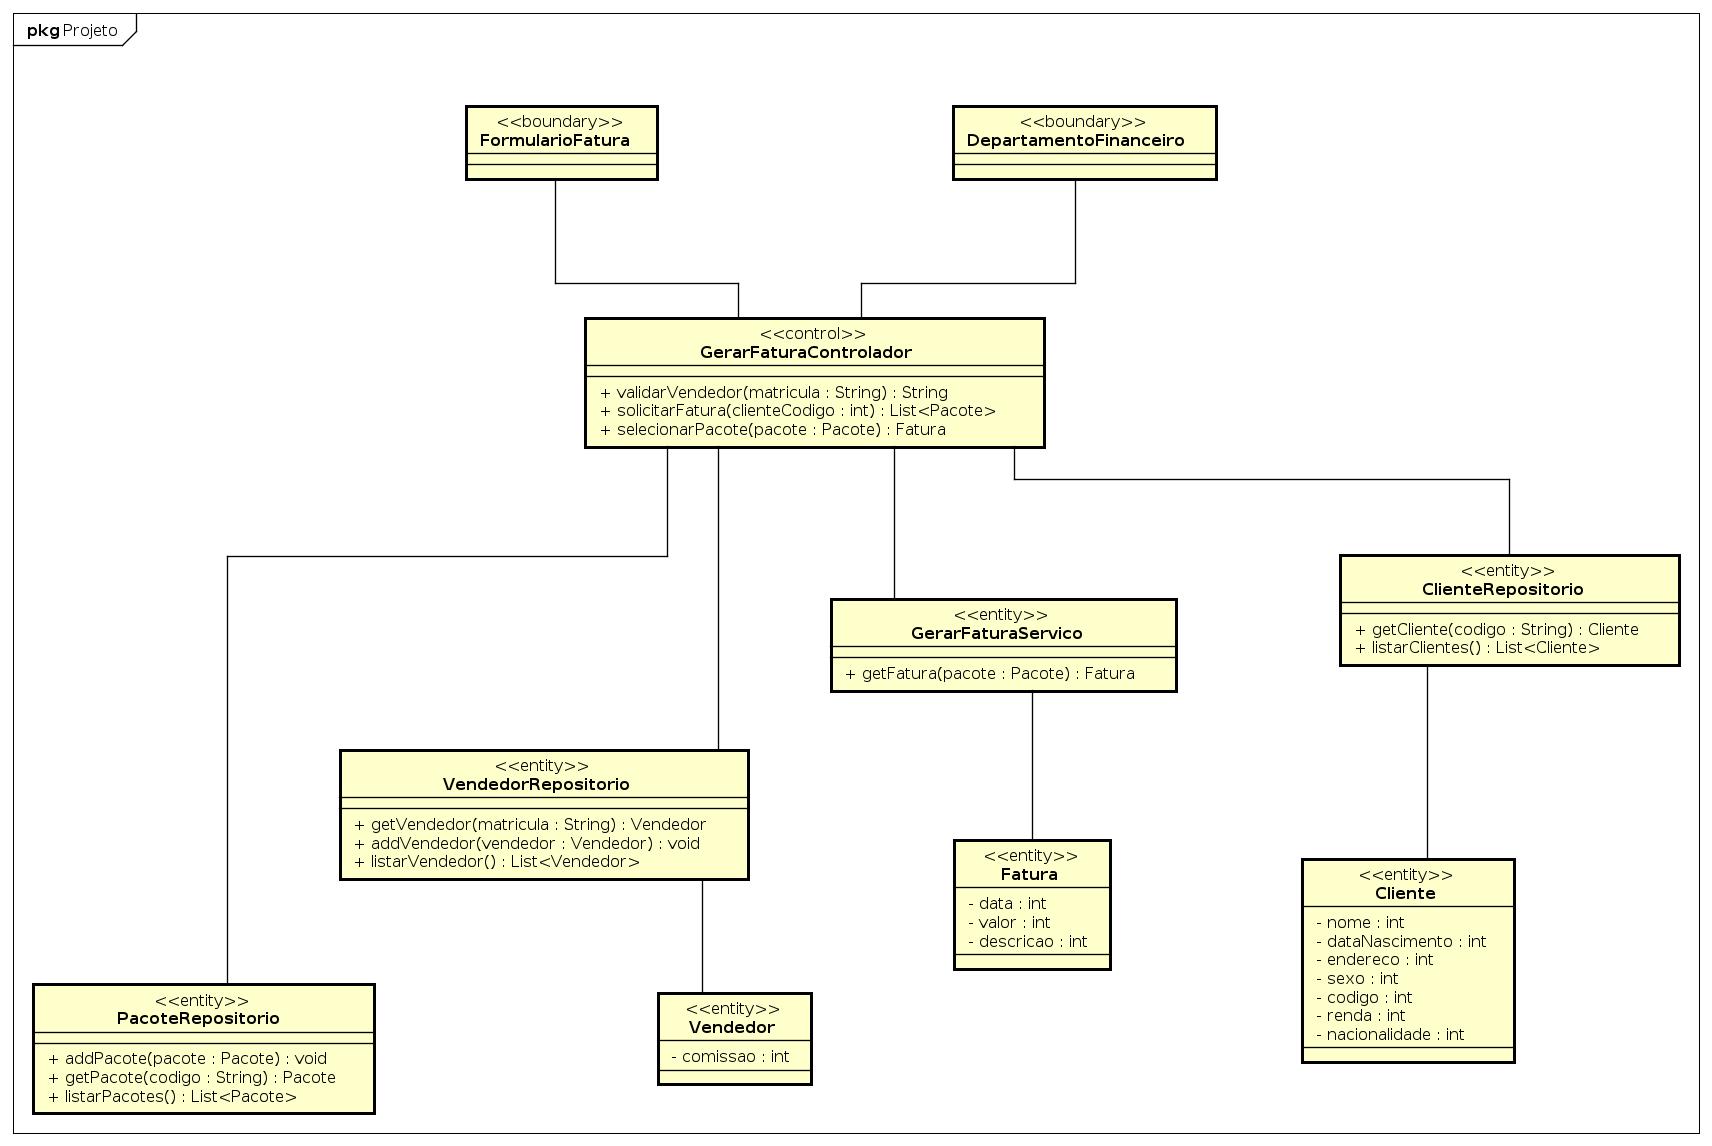 pkg Projeto
<<boundary>>
FormularioFatura
<<boundary>>
DepartamentoFinanceiro
<<control>>
GerarFaturaControlador
+ validarVendedor(matricula : String) : String
+ solicitarFatura(clienteCodigo : int) : List<Pacote>
+ selecionarPacote(pacote : Pacote) : Fatura
<<entity>>
ClienteRepositorio
+ getCliente(codigo : String) : Cliente
+ listarClientes() : List<Cliente>
<<entity>>
GerarFaturaServico
+ getFatura(pacote : Pacote) : Fatura
<<entity>>
VendedorRepositorio
+ getVendedor(matricula : String) : Vendedor
+ addVendedor(vendedor : Vendedor) : void
+ listarVendedor() : List<Vendedor>
<<entity>>
Fatura
- data : int
- valor : int
- descricao : int
<<entity>>
Cliente
- nome : int
- dataNascimento : int
- endereco : int
- sexo : int
- codigo : int
- renda : int
- nacionalidade : int
<<entity>>
PacoteRepositorio
+ addPacote(pacote : Pacote) : void
+ getPacote(codigo : String) : Pacote
+ listarPacotes() : List<Pacote>
<<entity>>
Vendedor
- comissao : int